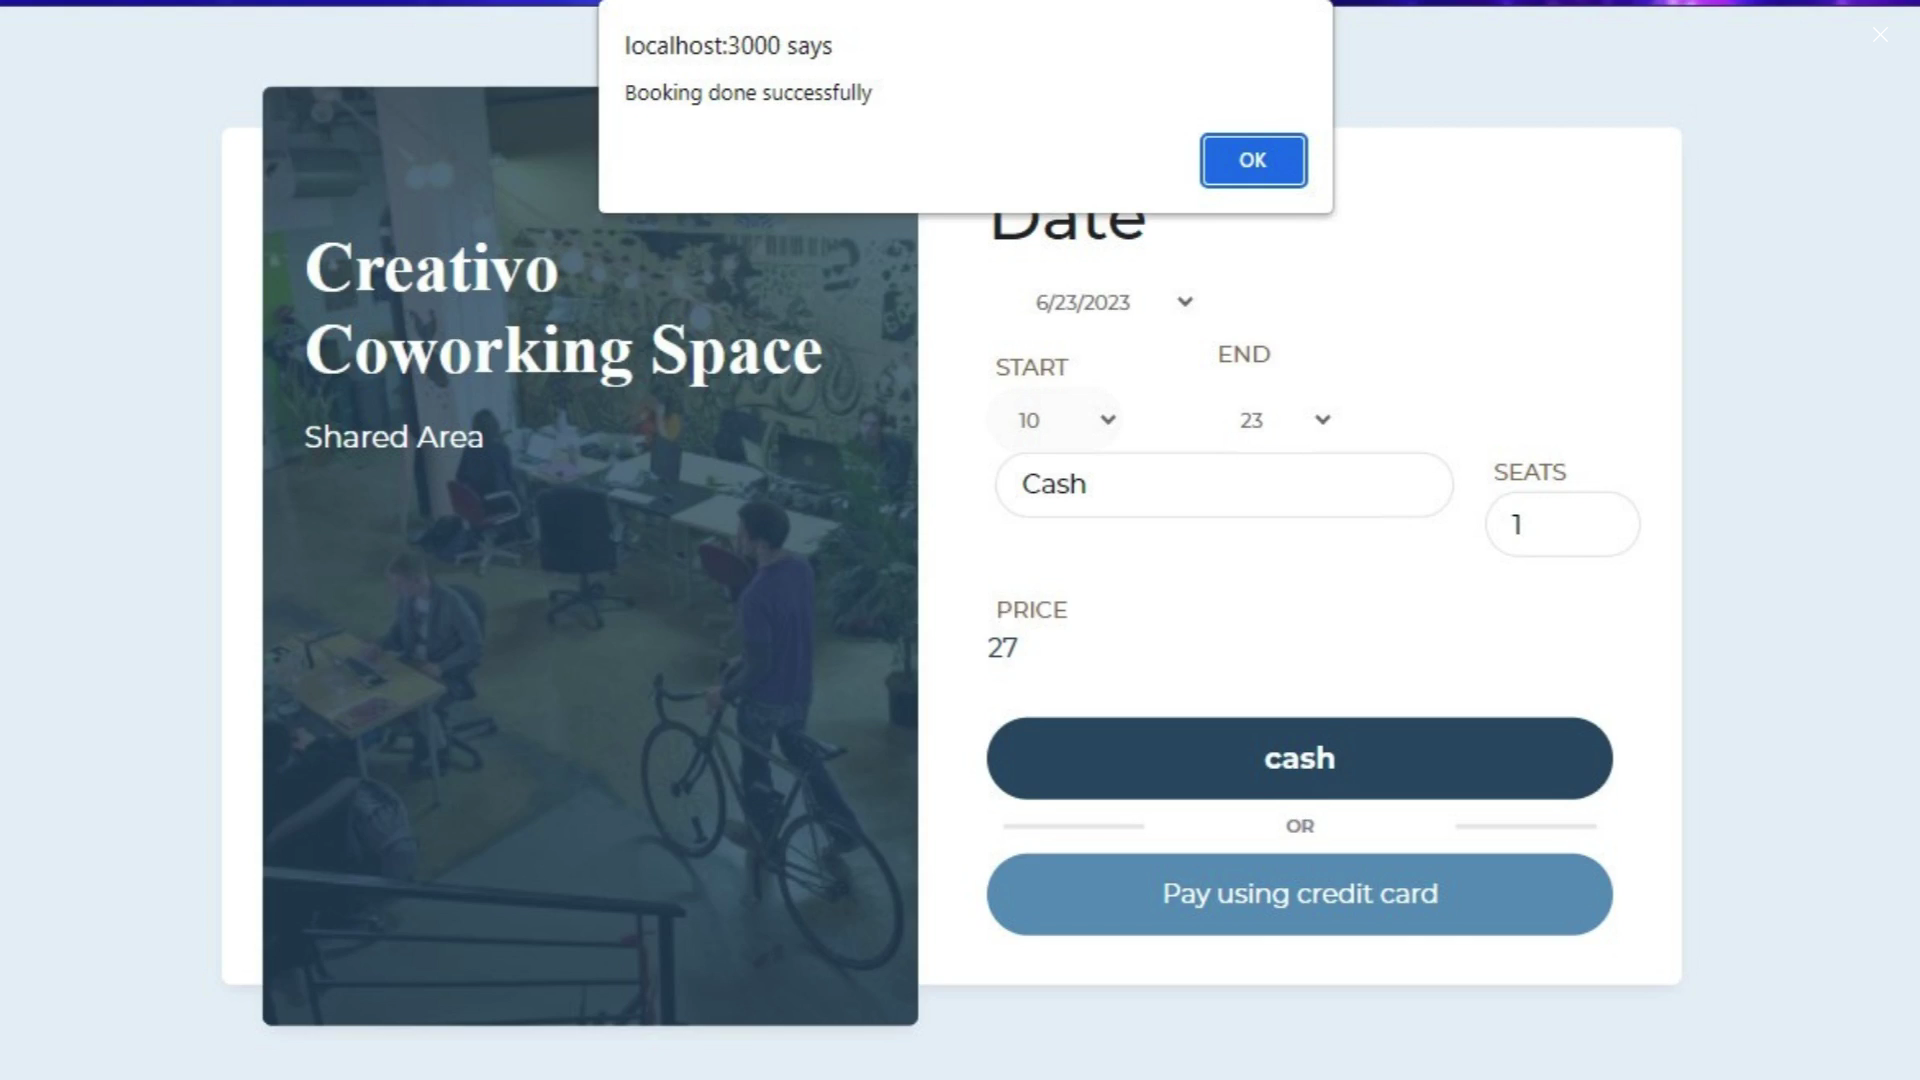 localhost:3000 says
Booking done successfully
OK
Creativo
Coworking Space
Shared Area
Date
6/23/2023
START
END
10
23
Cash
SEATS
1
PRICE
27
cash
OR
Pay using credit card